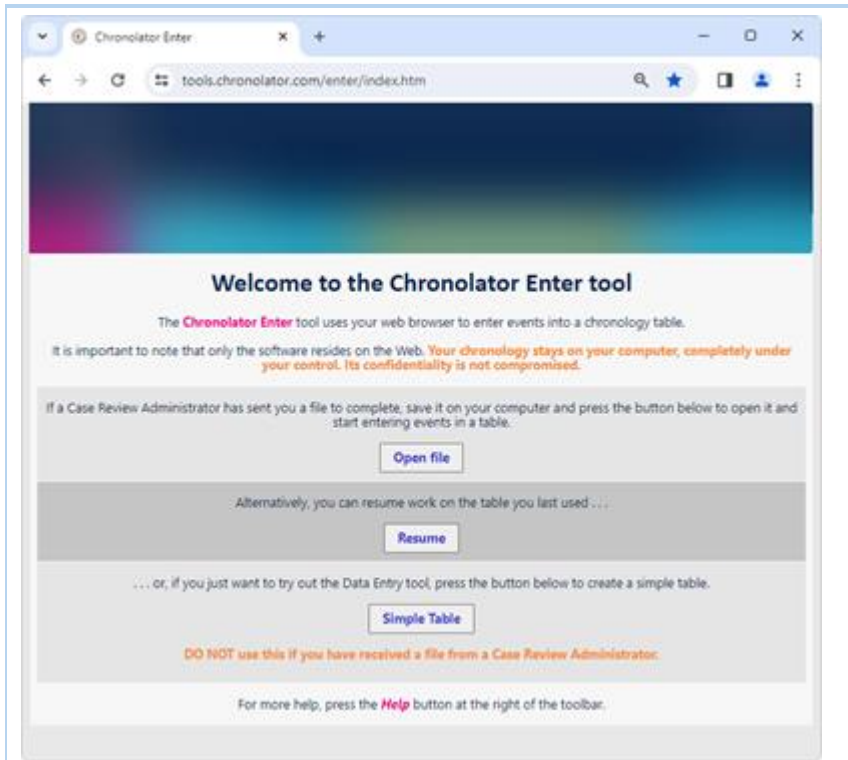 Chronolator Enter
tools.chronolator.com/enter/index.htm
Welcome to the Chronolator Enter tool
The Chronolator Enter tool uses your web browser to enter events into a chronology table.
It is important to note that only the software resides on the Web. Your chronology stays on your computer, completely under
your control. Its confidentiality is not compromised.
If a Case Review Administrator has sent you a file to complete, save it on your computer and press the button below to open it and
start entering events in a table.
Open file
Alternatively, you can resume work on the table you last used . . .
Resume
. . . or, if you just want to try out the Data Entry tool, press the button below to create a simple table.
Simple Table
DO NOT use this if you have received a file from a Case Review Administrator.
For more help, press the Help button at the right of the toolbar.